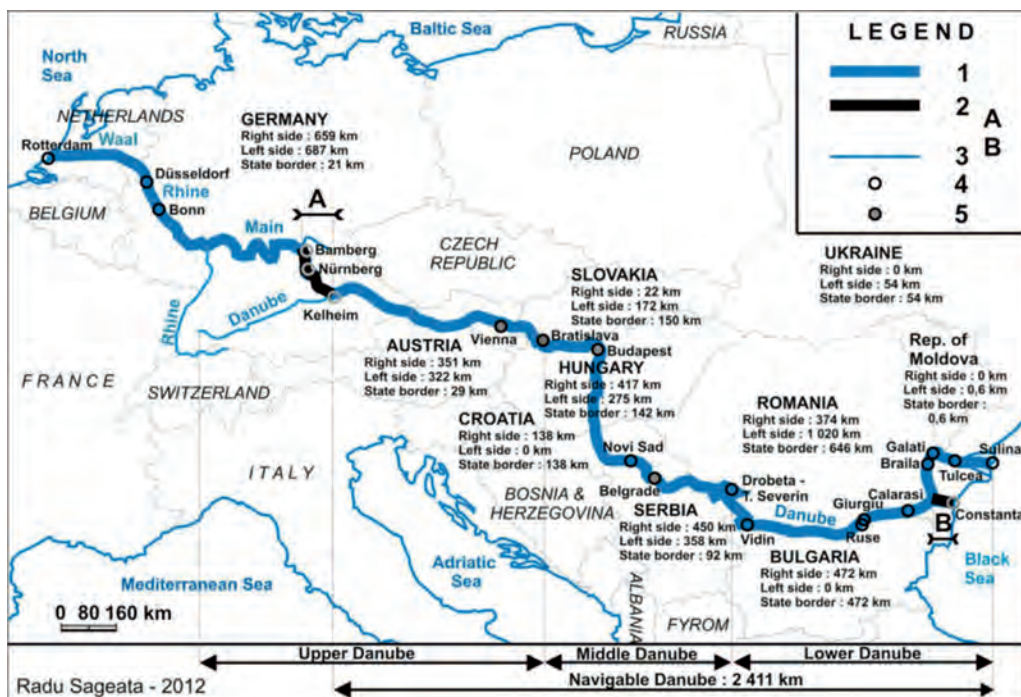 Baltic Sea
RUSSIA
North
Sea
NETHERLANDS
Waal
Rotterdam
Düsseldorf
Rhine
Bonn
BELGIUM
GERMANY
Right side : 659 km
Left side : 687 km
State border : 21 km
POLAND
LEGEND
1
2
A
B
3
4
5
Main
A
Bamberg
Nürnberg
Kelheim
CZECH
REPUBLIC
Danube
Rhine
FRANCE
SWITZERLAND
Vienna
AUSTRIA
Right side : 351 km
Left side : 322 km
State border : 29 km
SLOVAKIA
Right side : 22 km
Left side : 172 km
State border : 150 km
Bratislava
Budapest
HUNGARY
Right side : 417 km
Left side : 275 km
State border : 142 km
UKRAINE
Right side : 0 km
Left side : 54 km
State border : 54 km
Rep. of
Moldova
Right side : 0 km
Left side : 0,6 km
State border :
0,6 km
CROATIA
Right side : 138 km
Left side : 0 km
State border : 138 km
ROMANIA
Right side : 374 km
Left side : 1 020 km
State border : 646 km
ITALY
BOSNIA &
HERZEGOVINA
Novi Sad
Belgrade
SERBIA
Right side : 450 km
Left side : 358 km
State border : 92 km
Drobeta -
T. Severin
Vidin
Danube
Giurgiu
Ruse
Calarasi
Galati
Braila
Tulcea
Sulina
Constanta
B
BULGARIA
Right side : 472 km
Left side : 0 km
State border : 472 km
Black
Sea
Adriatic
Sea
Mediterranean Sea
ALBANIA
FYROM
0 80 160 km
Upper Danube
Middle Danube
Lower Danube
Navigable Danube : 2 411 km
Radu Sageata - 2012